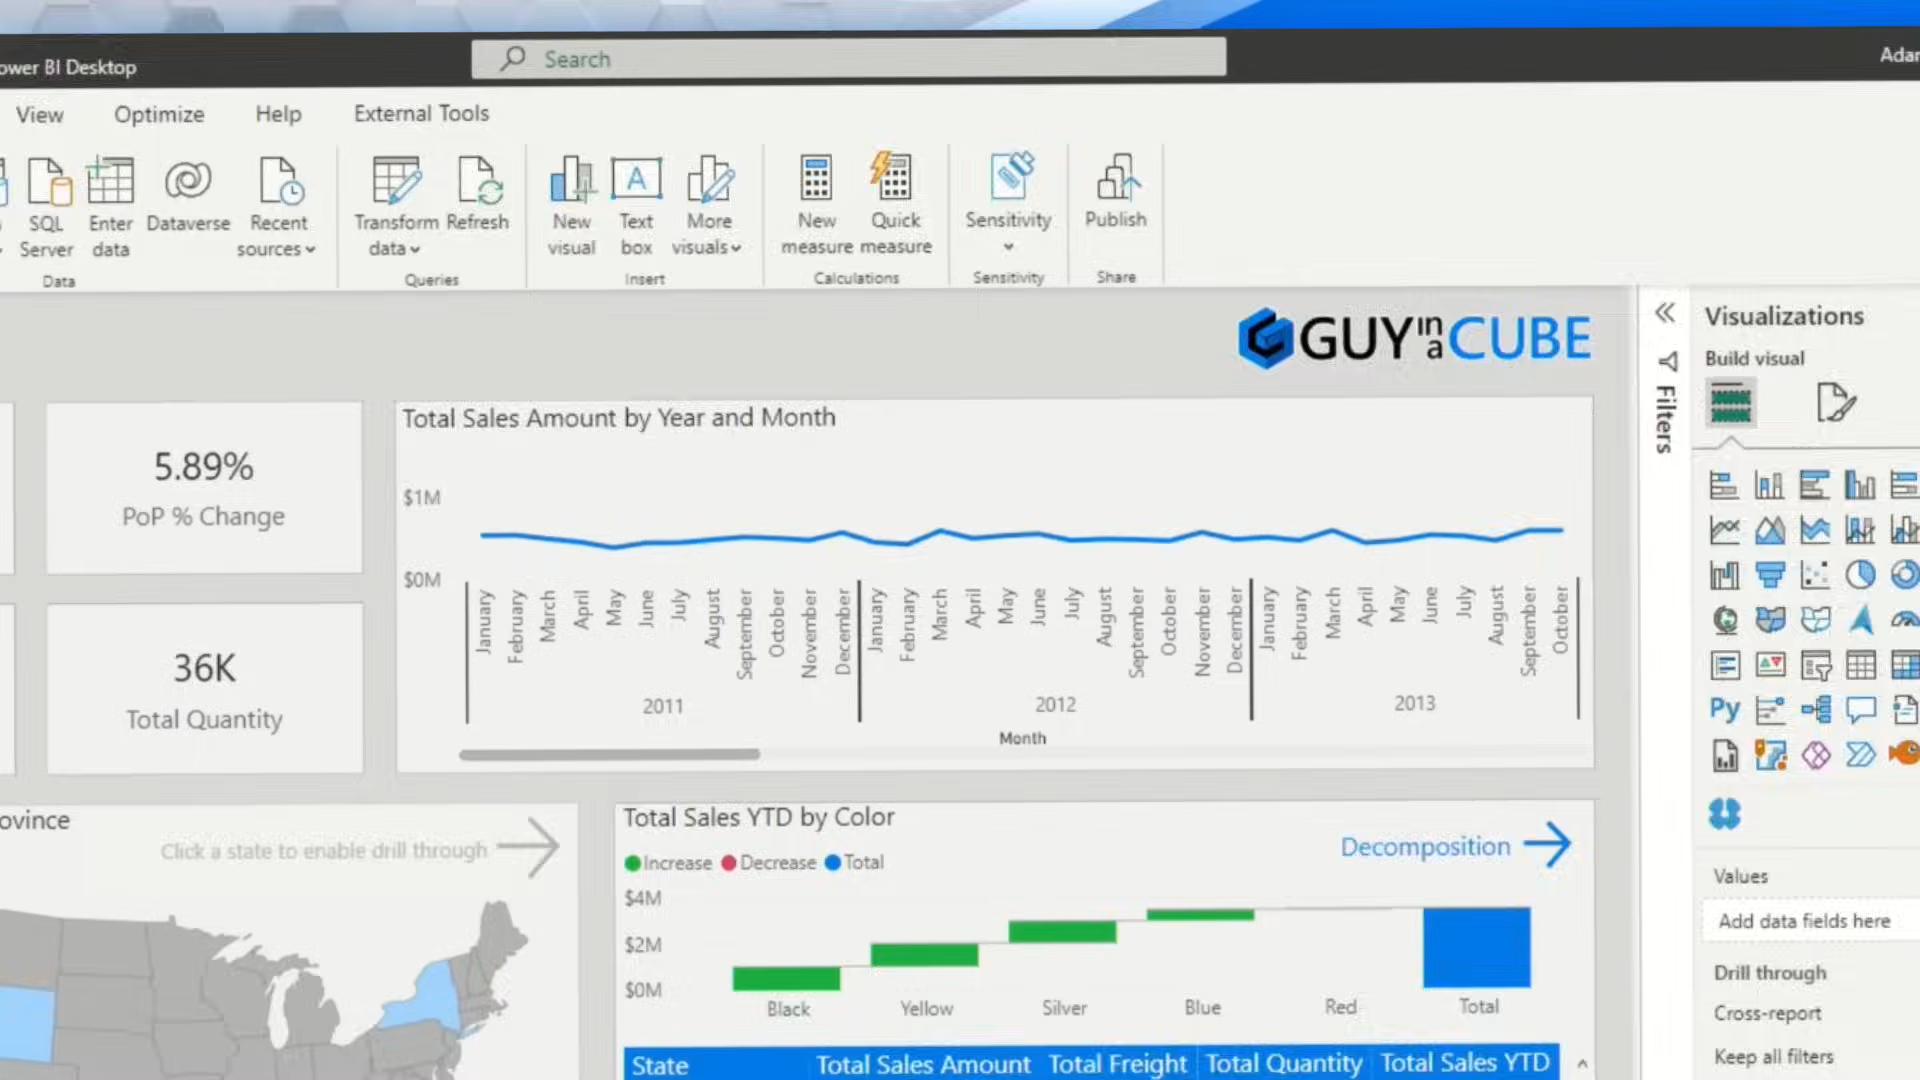 ower BI Desktop
Search
Adam
View Optimize Help External Tools
SQL Server
Enter data
Dataverse
Recent sources
Transform data
Refresh
New visual
Text box
More visuals
New measure
Quick measure
Sensitivity
Publish
Data
Queries
Insert
Calculations
Sensitivity
Share
GUY in a CUBE
5.89%
PoP % Change
36K
Total Quantity
Total Sales Amount by Year and Month
$1M
$0M
January February March April May June July August September October November December January February March April May June July August September October November December January February March April May June July August September October
2011 2012 2013
Month
ovince
Click a state to enable drill through
Total Sales YTD by Color
Increase Decrease Total
Decomposition
$4M
$2M
$0M
Black Yellow Silver Blue Red Total
State Total Sales Amount Total Freight Total Quantity Total Sales YTD
Filters
Visualizations
Build visual
Py
Values
Add data fields here
Drill through
Cross-report
Keep all filters